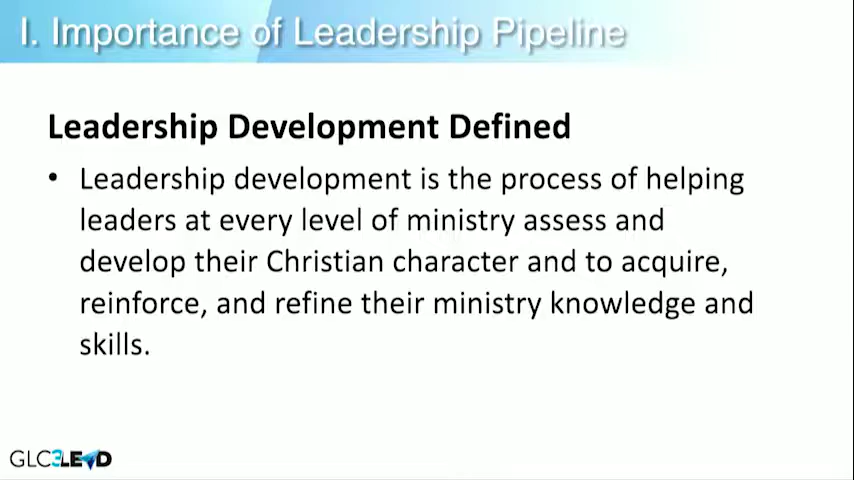 I. Importance of Leadership Pipeline
Leadership Development Defined
• Leadership development is the process of helping
leaders at every level of ministry assess and
develop their Christian character and to acquire,
reinforce, and refine their ministry knowledge and
skills.